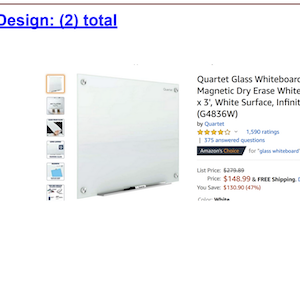 Design: (2) total
Quartet Glass Whiteboard
Magnetic Dry Erase White
x 3', White Surface, Infinit
(G4836W)
by Quartet
1,590 ratings
| 375 answered questions
Amazon's Choice for "glass whiteboard"
List Price: $279.89
Price: $148.99 & FREE Shipping.
You Save: $130.90 (47%)
Color: White